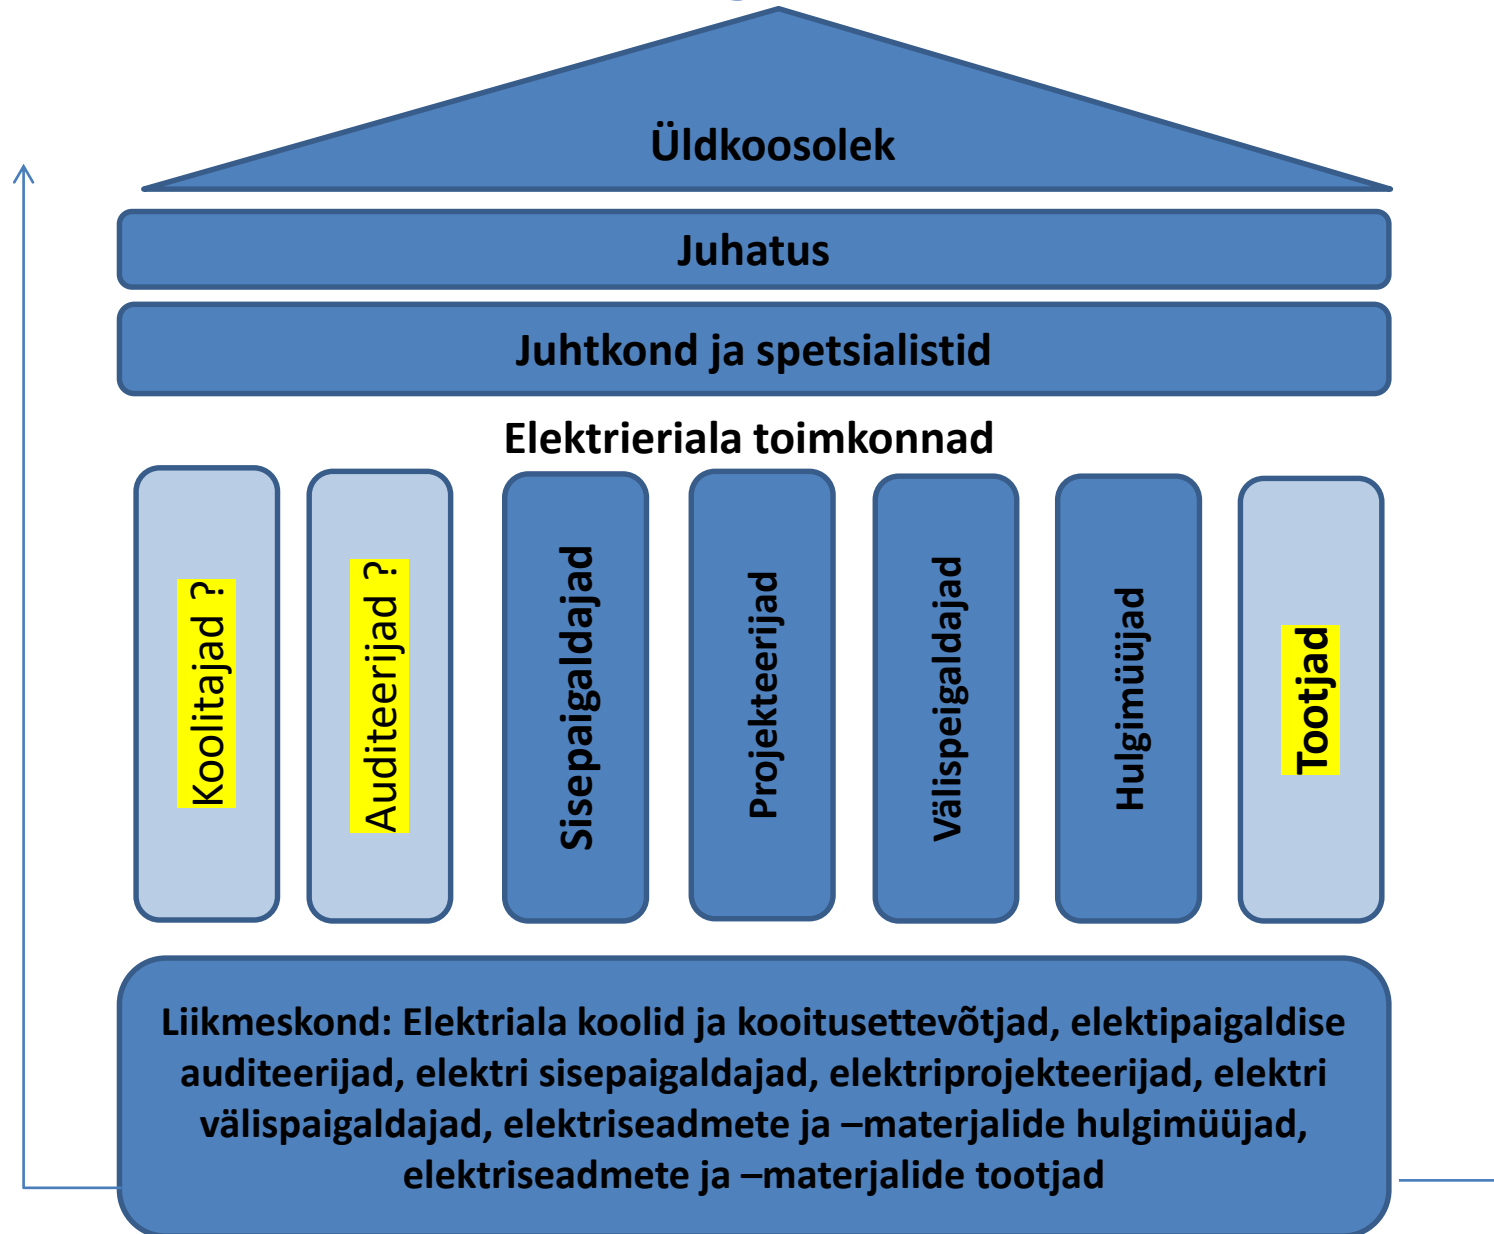 Üldkoosolek
Juhatus
Juhtkond ja spetsialistid
Elektrieriala toimkonnad
Koolitajad ?
Auditeerijad ?
Sisepaigaldajad
Projekteerijad
Välispeigaldajad
Hulgimüüjad
Tootjad
Liikmeskond: Elektriala koolid ja kooitusettevõtjad, elektipaigaldise
auditeerijad, elektri sisepaigaldajad, elektriprojekteerijad, elektri
välispaigaldajad, elektriseadmete ja –materjalide hulgimüüjad,
elektriseadmete ja –materjalide tootjad